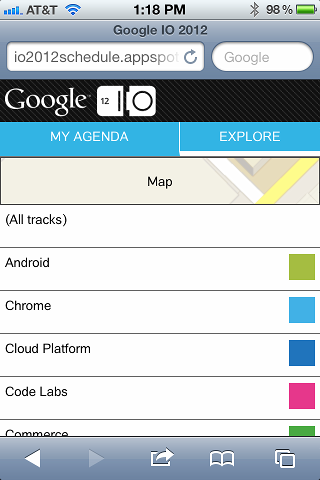 AT&T 1:18 PM 98%
Google IO 2012
io2012schedule.appspot Google
Google 12 IO
MY AGENDA EXPLORE
Map
(All tracks)
Android
Chrome
Cloud Platform
Code Labs
Commerce